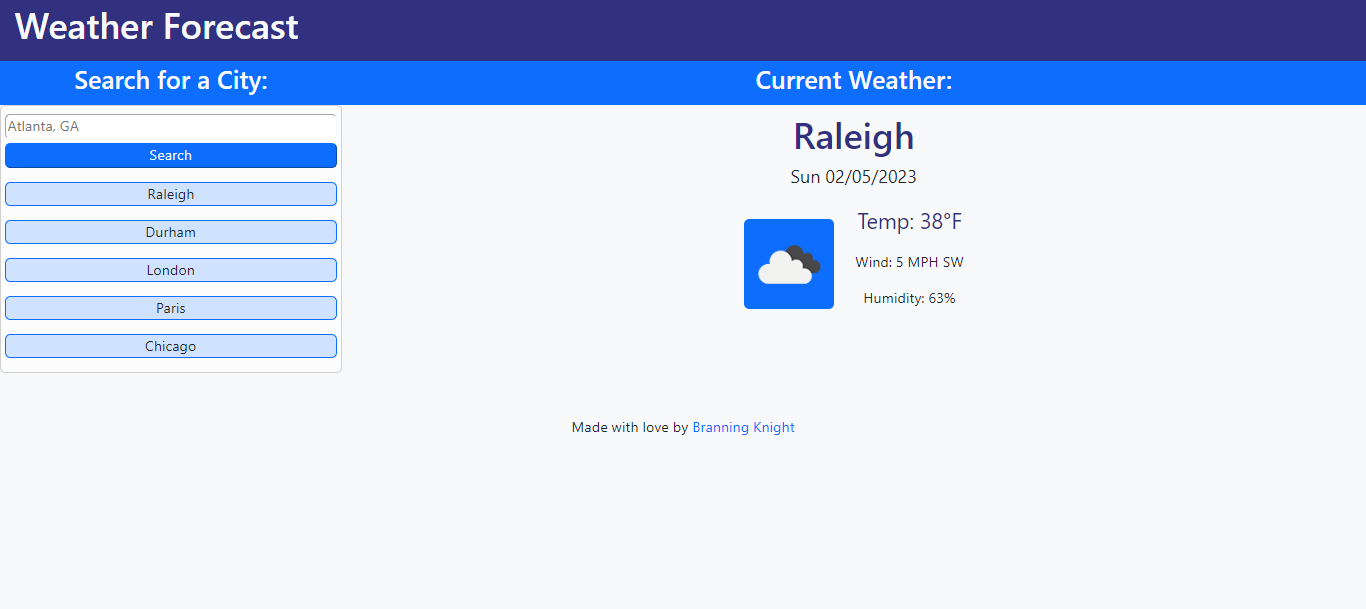 Weather Forecast
Search for a City:
Current Weather:
Atlanta, GA
Search
Raleigh
Durham
London
Paris
Chicago
Raleigh
Sun 02/05/2023
Temp: 38°F
Wind: 5 MPH SW
Humidity: 63%
Made with love by Branning Knight